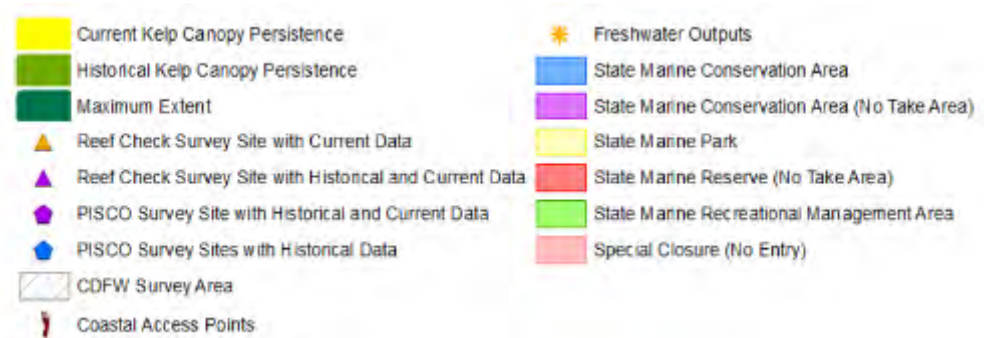 Current Kelp Canopy Persistence
Historical Kelp Canopy Persistence
Maximum Extent
Reef Check Survey Site with Current Data
Reef Check Survey Site with Historical and Current Data
PISCO Survey Site with Historical and Current Data
PISCO Survey Sites with Historical Data
CDFW Survey Area
Coastal Access Points
Freshwater Outputs
State Marine Conservation Area
State Marine Conservation Area (No Take Area)
State Marine Park
State Marine Reserve (No Take Area)
State Marine Recreational Management Area
Special Closure (No Entry)